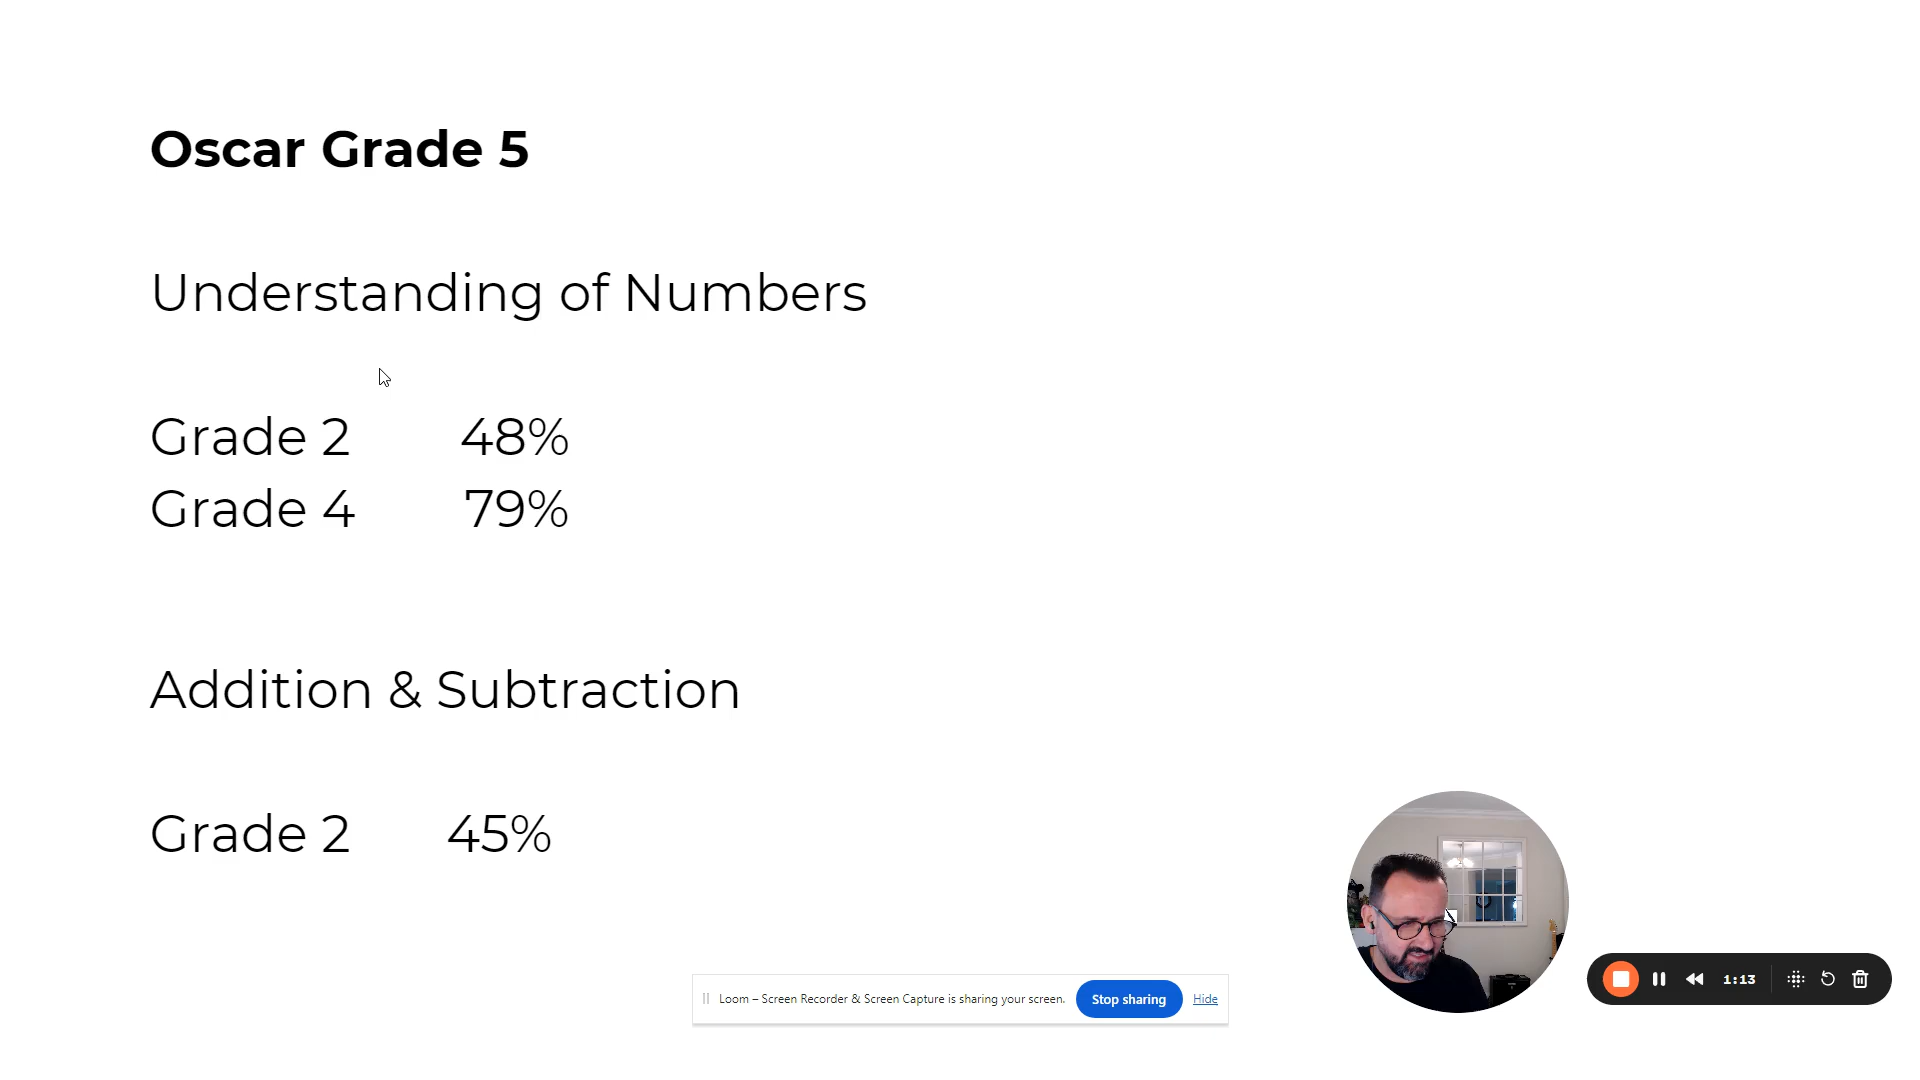 Oscar Grade 5
Understanding of Numbers
Grade 2 48%
Grade 4 79%
Addition & Subtraction
Grade 2 45%
Loom – Screen Recorder & Screen Capture is sharing your screen. Stop sharing Hide
1:13